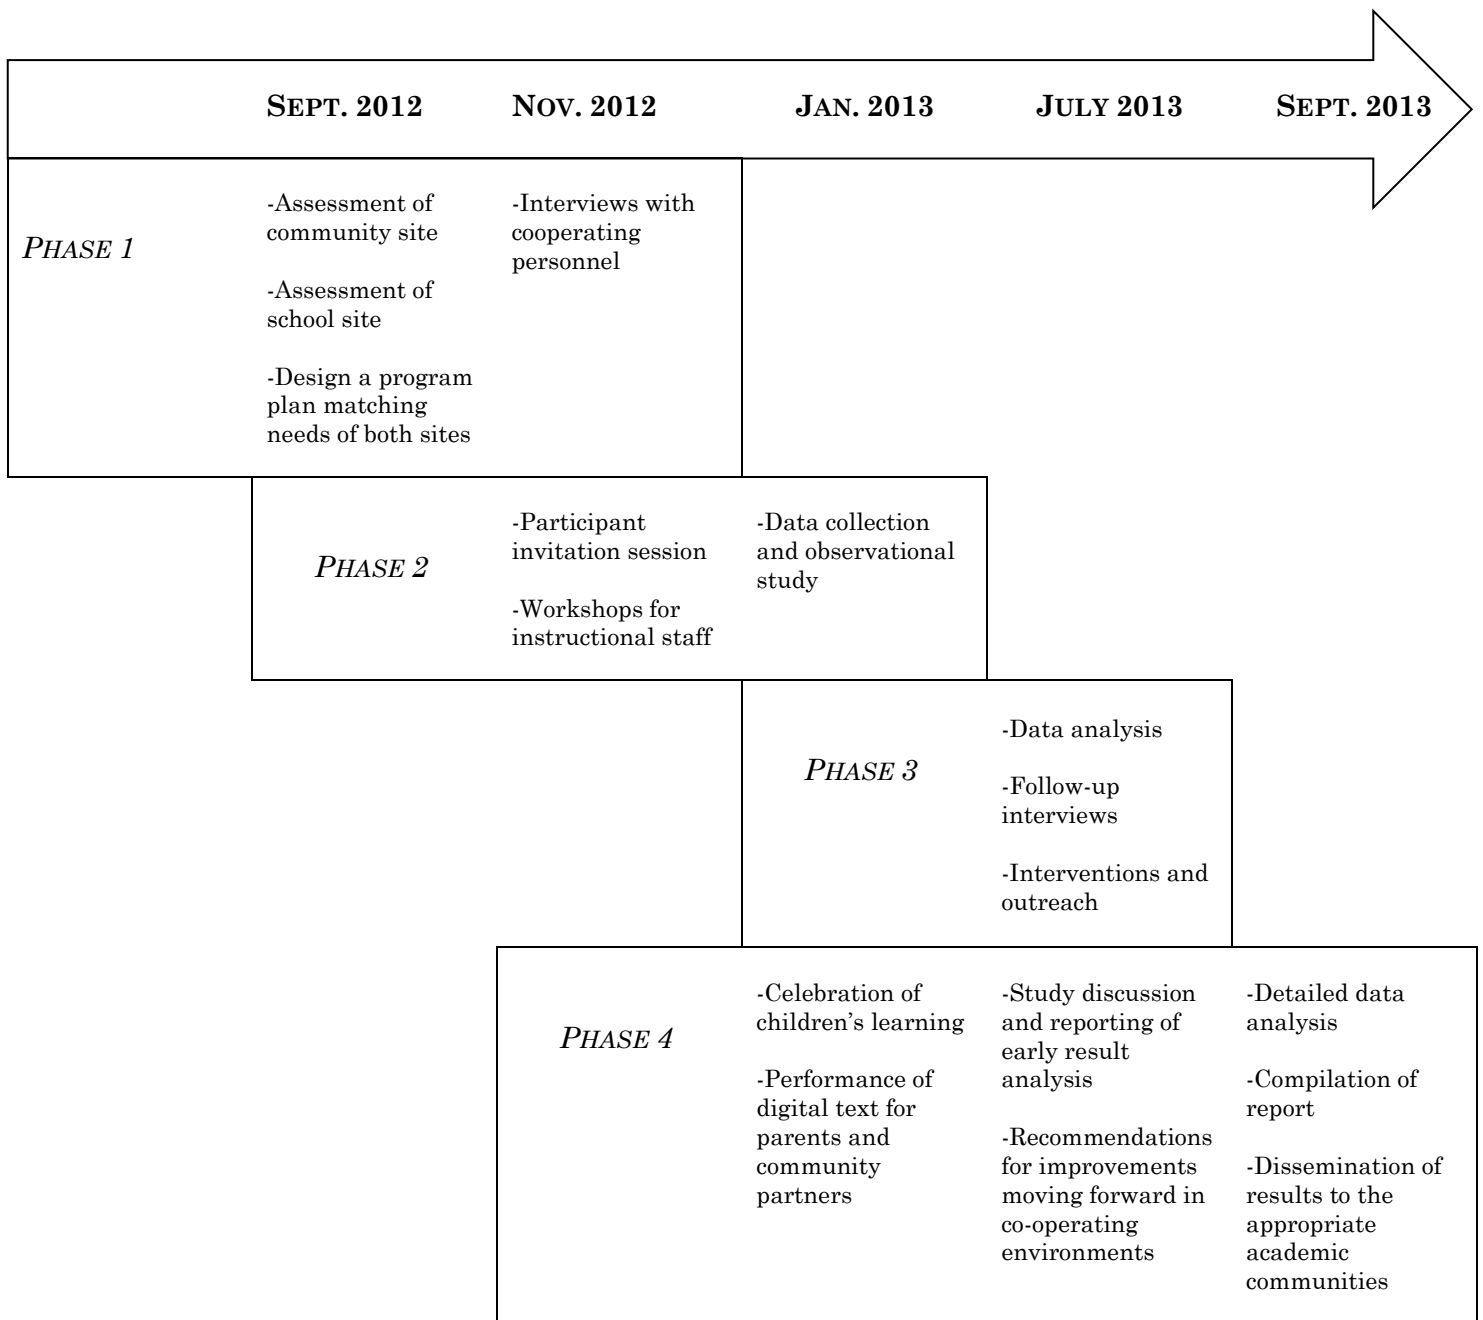 SEPT. 2012 NOV. 2012 JAN. 2013 JULY 2013 SEPT. 2013
PHASE 1
-Assessment of
community site
-Assessment of
school site
-Design a program
plan matching
needs of both sites
-Interviews with
cooperating
personnel
PHASE 2
-Participant
invitation session
-Workshops for
instructional staff
-Data collection
and observational
study
PHASE 3
-Data analysis
-Follow-up
interviews
-Interventions and
outreach
PHASE 4
-Celebration of
children’s learning
-Performance of
digital text for
parents and
community
partners
-Study discussion
and reporting of
early result
analysis
-Recommendations
for improvements
moving forward in
co-operating
environments
-Detailed data
analysis
-Compilation of
report
-Dissemination of
results to the
appropriate
academic
communities